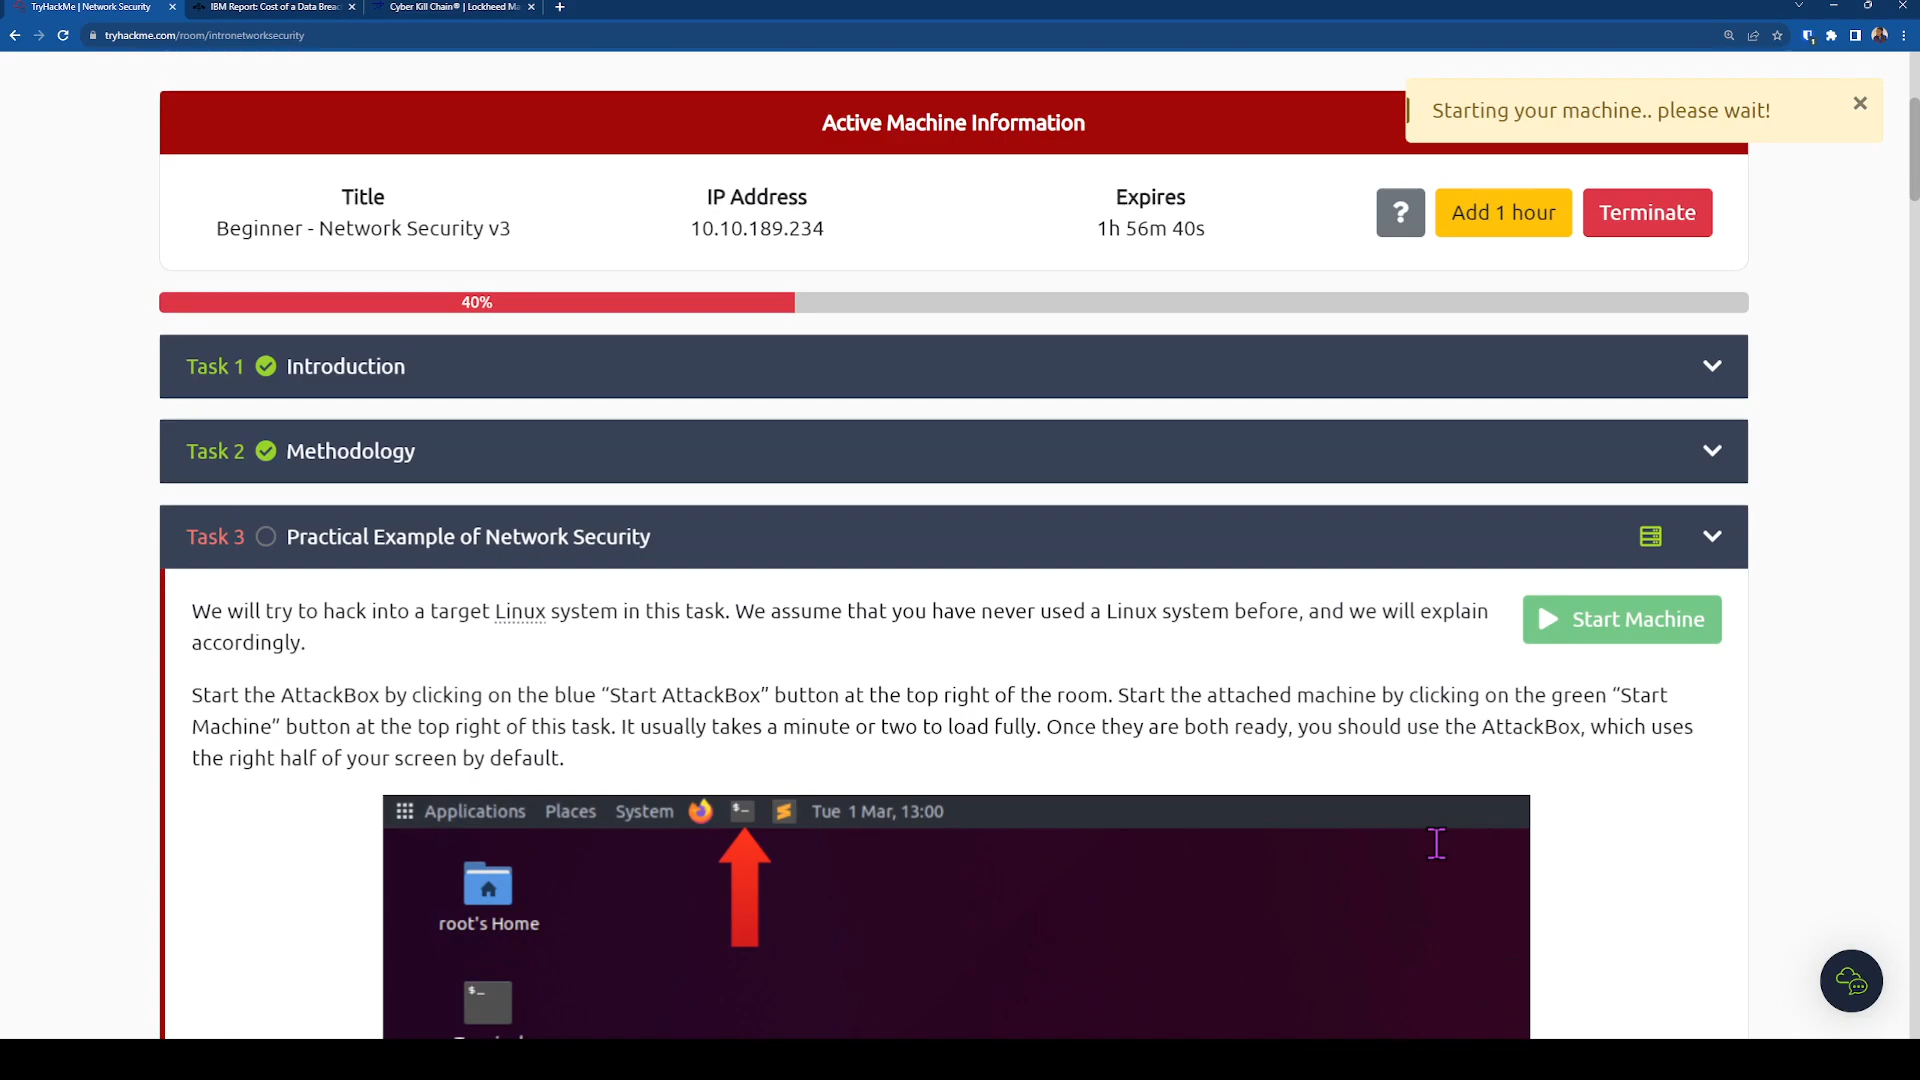 TryHackMe | Network Security
IBM Report: Cost of a Data Breac
Cyber Kill Chain® | Lockheed Ma
tryhackme.com/room/intronetworksecurity
Starting your machine.. please wait!
Active Machine Information
Title
IP Address
Expires
Beginner - Network Security v3
10.10.189.234
1h 56m 40s
?
Add 1 hour
Terminate
40%
Task 1 Introduction
Task 2 Methodology
Task 3 Practical Example of Network Security
We will try to hack into a target Linux system in this task. We assume that you have never used a Linux system before, and we will explain
accordingly.
Start Machine
Start the AttackBox by clicking on the blue “Start AttackBox” button at the top right of the room. Start the attached machine by clicking on the green “Start
Machine” button at the top right of this task. It usually takes a minute or two to load fully. Once they are both ready, you should use the AttackBox, which uses
the right half of your screen by default.
Applications Places System $_ Tue 1 Mar, 13:00
root's Home
$_